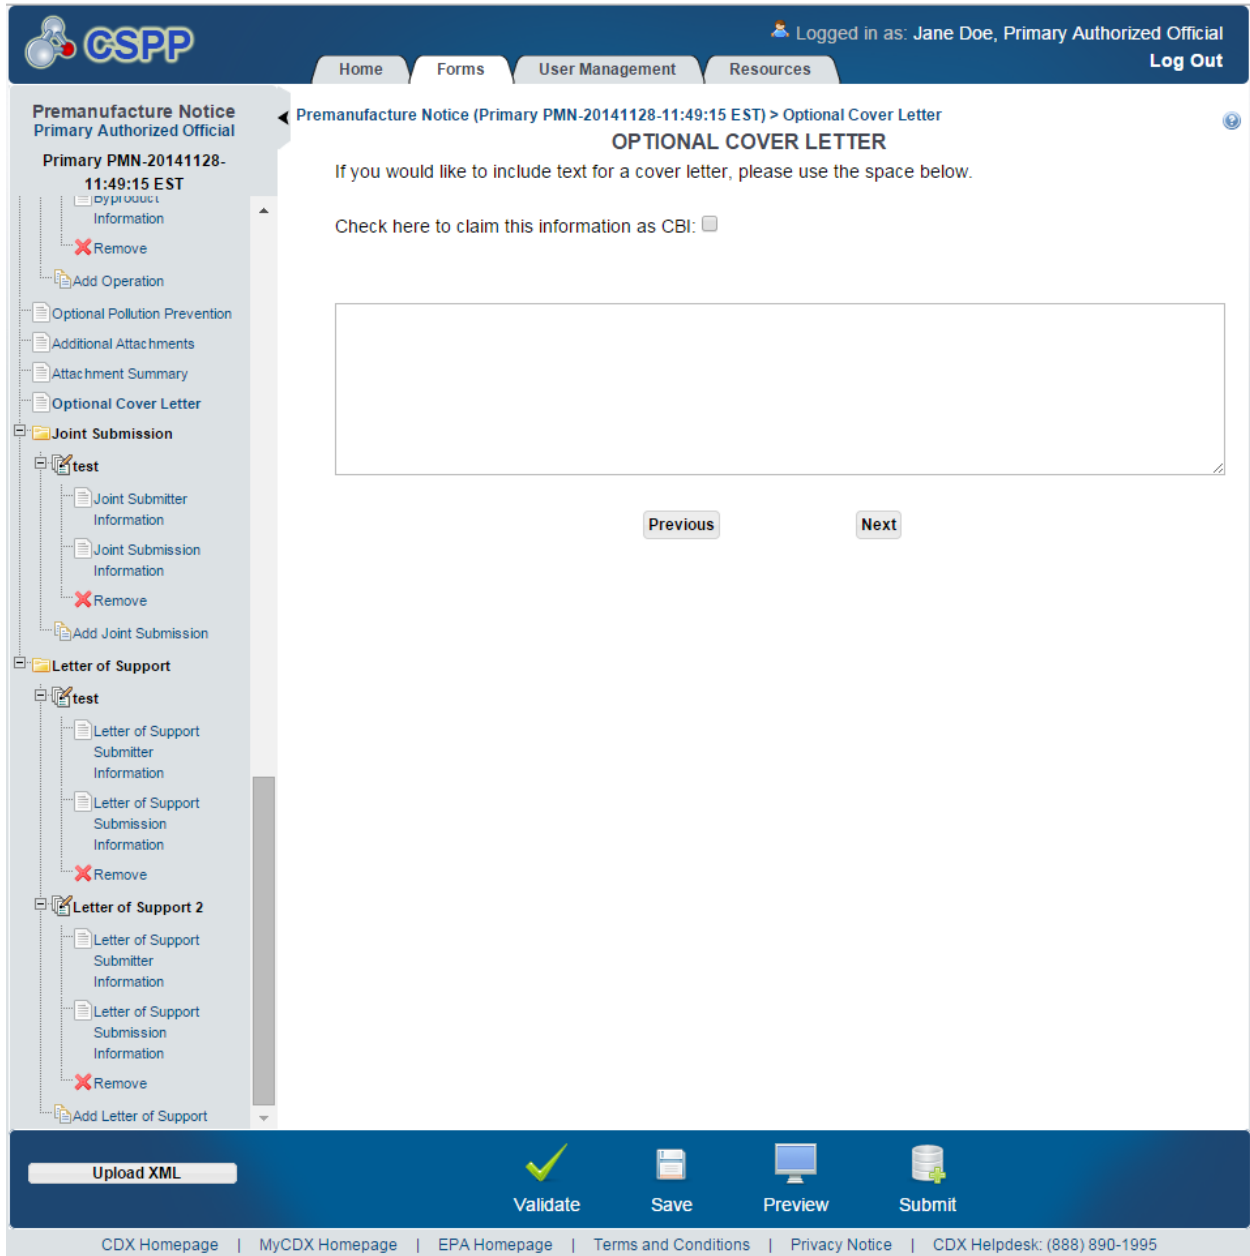 CSPP
Logged in as: Jane Doe, Primary Authorized Official
Log Out
Home Forms User Management Resources
Premanufacture Notice
Primary Authorized Official
Primary PMN-20141128-
11:49:15 EST
Byproduct
Information
Remove
Add Operation
Optional Pollution Prevention
Additional Attachments
Attachment Summary
Optional Cover Letter
Joint Submission
test
Joint Submitter
Information
Joint Submission
Information
Remove
Add Joint Submission
Letter of Support
test
Letter of Support
Submitter
Information
Letter of Support
Submission
Information
Remove
Letter of Support 2
Letter of Support
Submitter
Information
Letter of Support
Submission
Information
Remove
Add Letter of Support
Premanufacture Notice (Primary PMN-20141128-11:49:15 EST) > Optional Cover Letter
OPTIONAL COVER LETTER
If you would like to include text for a cover letter, please use the space below.
Check here to claim this information as CBI:
Previous Next
Upload XML
Validate Save Preview Submit
CDX Homepage | MyCDX Homepage | EPA Homepage | Terms and Conditions | Privacy Notice | CDX Helpdesk: (888) 890-1995